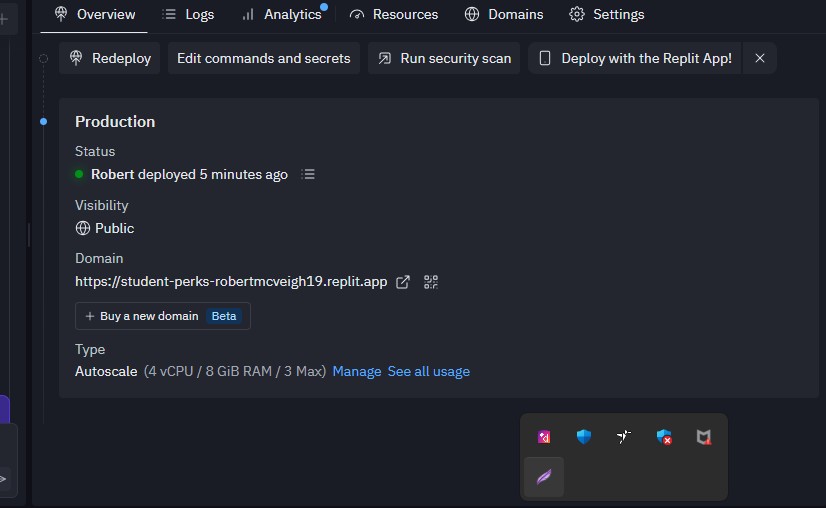 Overview Logs Analytics Resources Domains Settings
Redeploy Edit commands and secrets Run security scan Deploy with the Replit App!
Production
Status
Robert deployed 5 minutes ago
Visibility
Public
Domain
https://student-perks-robertmcveigh19.replit.app
+ Buy a new domain Beta
Type
Autoscale (4 vCPU / 8 GiB RAM / 3 Max) Manage See all usage